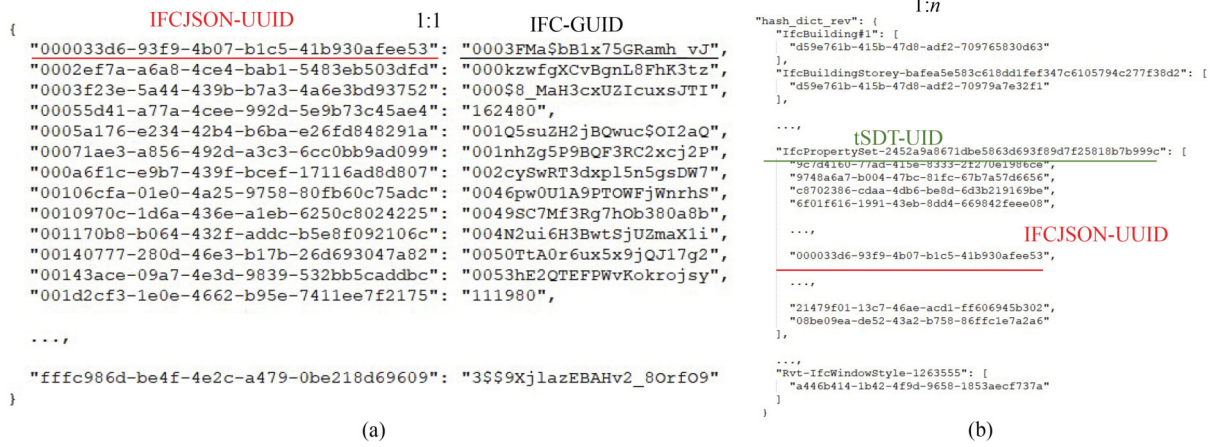 IFCJSON-UUID 1:1 IFC-GUID
{
"000033d6-93f9-4b07-b1c5-41b930afee53": "0003FMa$bB1x75GRamh_vJ",
"0002ef7a-a6a8-4ce4-bab1-5483eb503dfd": "000kzwfgXCvBgnL8FhK3tz",
"0003f23e-5a44-439b-b7a3-4a6e3bd93752": "000$8_MaH3cxUZIcuxsJTI",
"00055d41-a77a-4cee-992d-5e9b73c45ae4": "162480",
"0005a176-e234-42b4-b6ba-e26fd848291a": "001Q5suZH2jBQwuc$OI2aQ",
"00071ae3-a856-492d-a3c3-6cc0bb9ad099": "001nhZg5P9BQF3RC2xcj2P",
"000a6f1c-e9b7-439f-bcef-17116ad8d807": "002cySwRT3dxpl5n5gsDW7",
"00106cfa-01e0-4a25-9758-80fb60c75adc": "0046pw0U1A9PTOWFjWnrhS",
"0010970c-1d6a-436e-a1eb-6250c8024225": "0049SC7Mf3Rg7hOb380a8b",
"001170b8-b064-432f-addc-b5e8f092106c": "004N2ui6H3BwtSjUZmaX1i",
"00140777-280d-46e3-b17b-26d693047a82": "0050TtA0r6ux5x9jQJ17g2",
"00143ace-09a7-4e3d-9839-532bb5caddbc": "0053hE2QTEFPWvKokrojsy",
"001d2cf3-1e0e-4662-b95e-7411ee7f2175": "111980",
...,
"fffc986d-be4f-4e2c-a479-0be218d69609": "3$$9XjlazEBAHv2_8OrfO9"
}
(a)
1:n
"hash_dict_rev": {
"IfcBuilding#1": [
"d59e761b-415b-47d8-adf2-709765830d63"
],
"IfcBuildingStorey-bafea5e583c618dd1fef347c6105794c277f38d2": [
"d59e761b-415b-47d8-adf2-70979a7e32f1"
],
...,
tSDT-UID
"IfcPropertySet-2452a9a8671dbe5863d693f89d7f25818b7b999c": [
"9c7d4160-77ad-415e-8333-2f270e1986ce",
"9748a6a7-b004-47bc-81fc-67b7a57d6656",
"c8702386-cdaa-4db6-be8d-6d3b219169be",
"6f01f616-1991-43eb-8dd4-669842feee08",
...,
IFCJSON-UUID
"000033d6-93f9-4b07-b1c5-41b930afee53",
...,
"21479f01-13c7-46ae-acd1-ff606945b302",
"08be09ea-de52-43a2-b758-86ffc1e7a2a6"
],
...,
"Rvt-IfcWindowStyle-1263555": [
"a446b414-1b42-4f9d-9658-1853aecf737a"
]
}
(b)